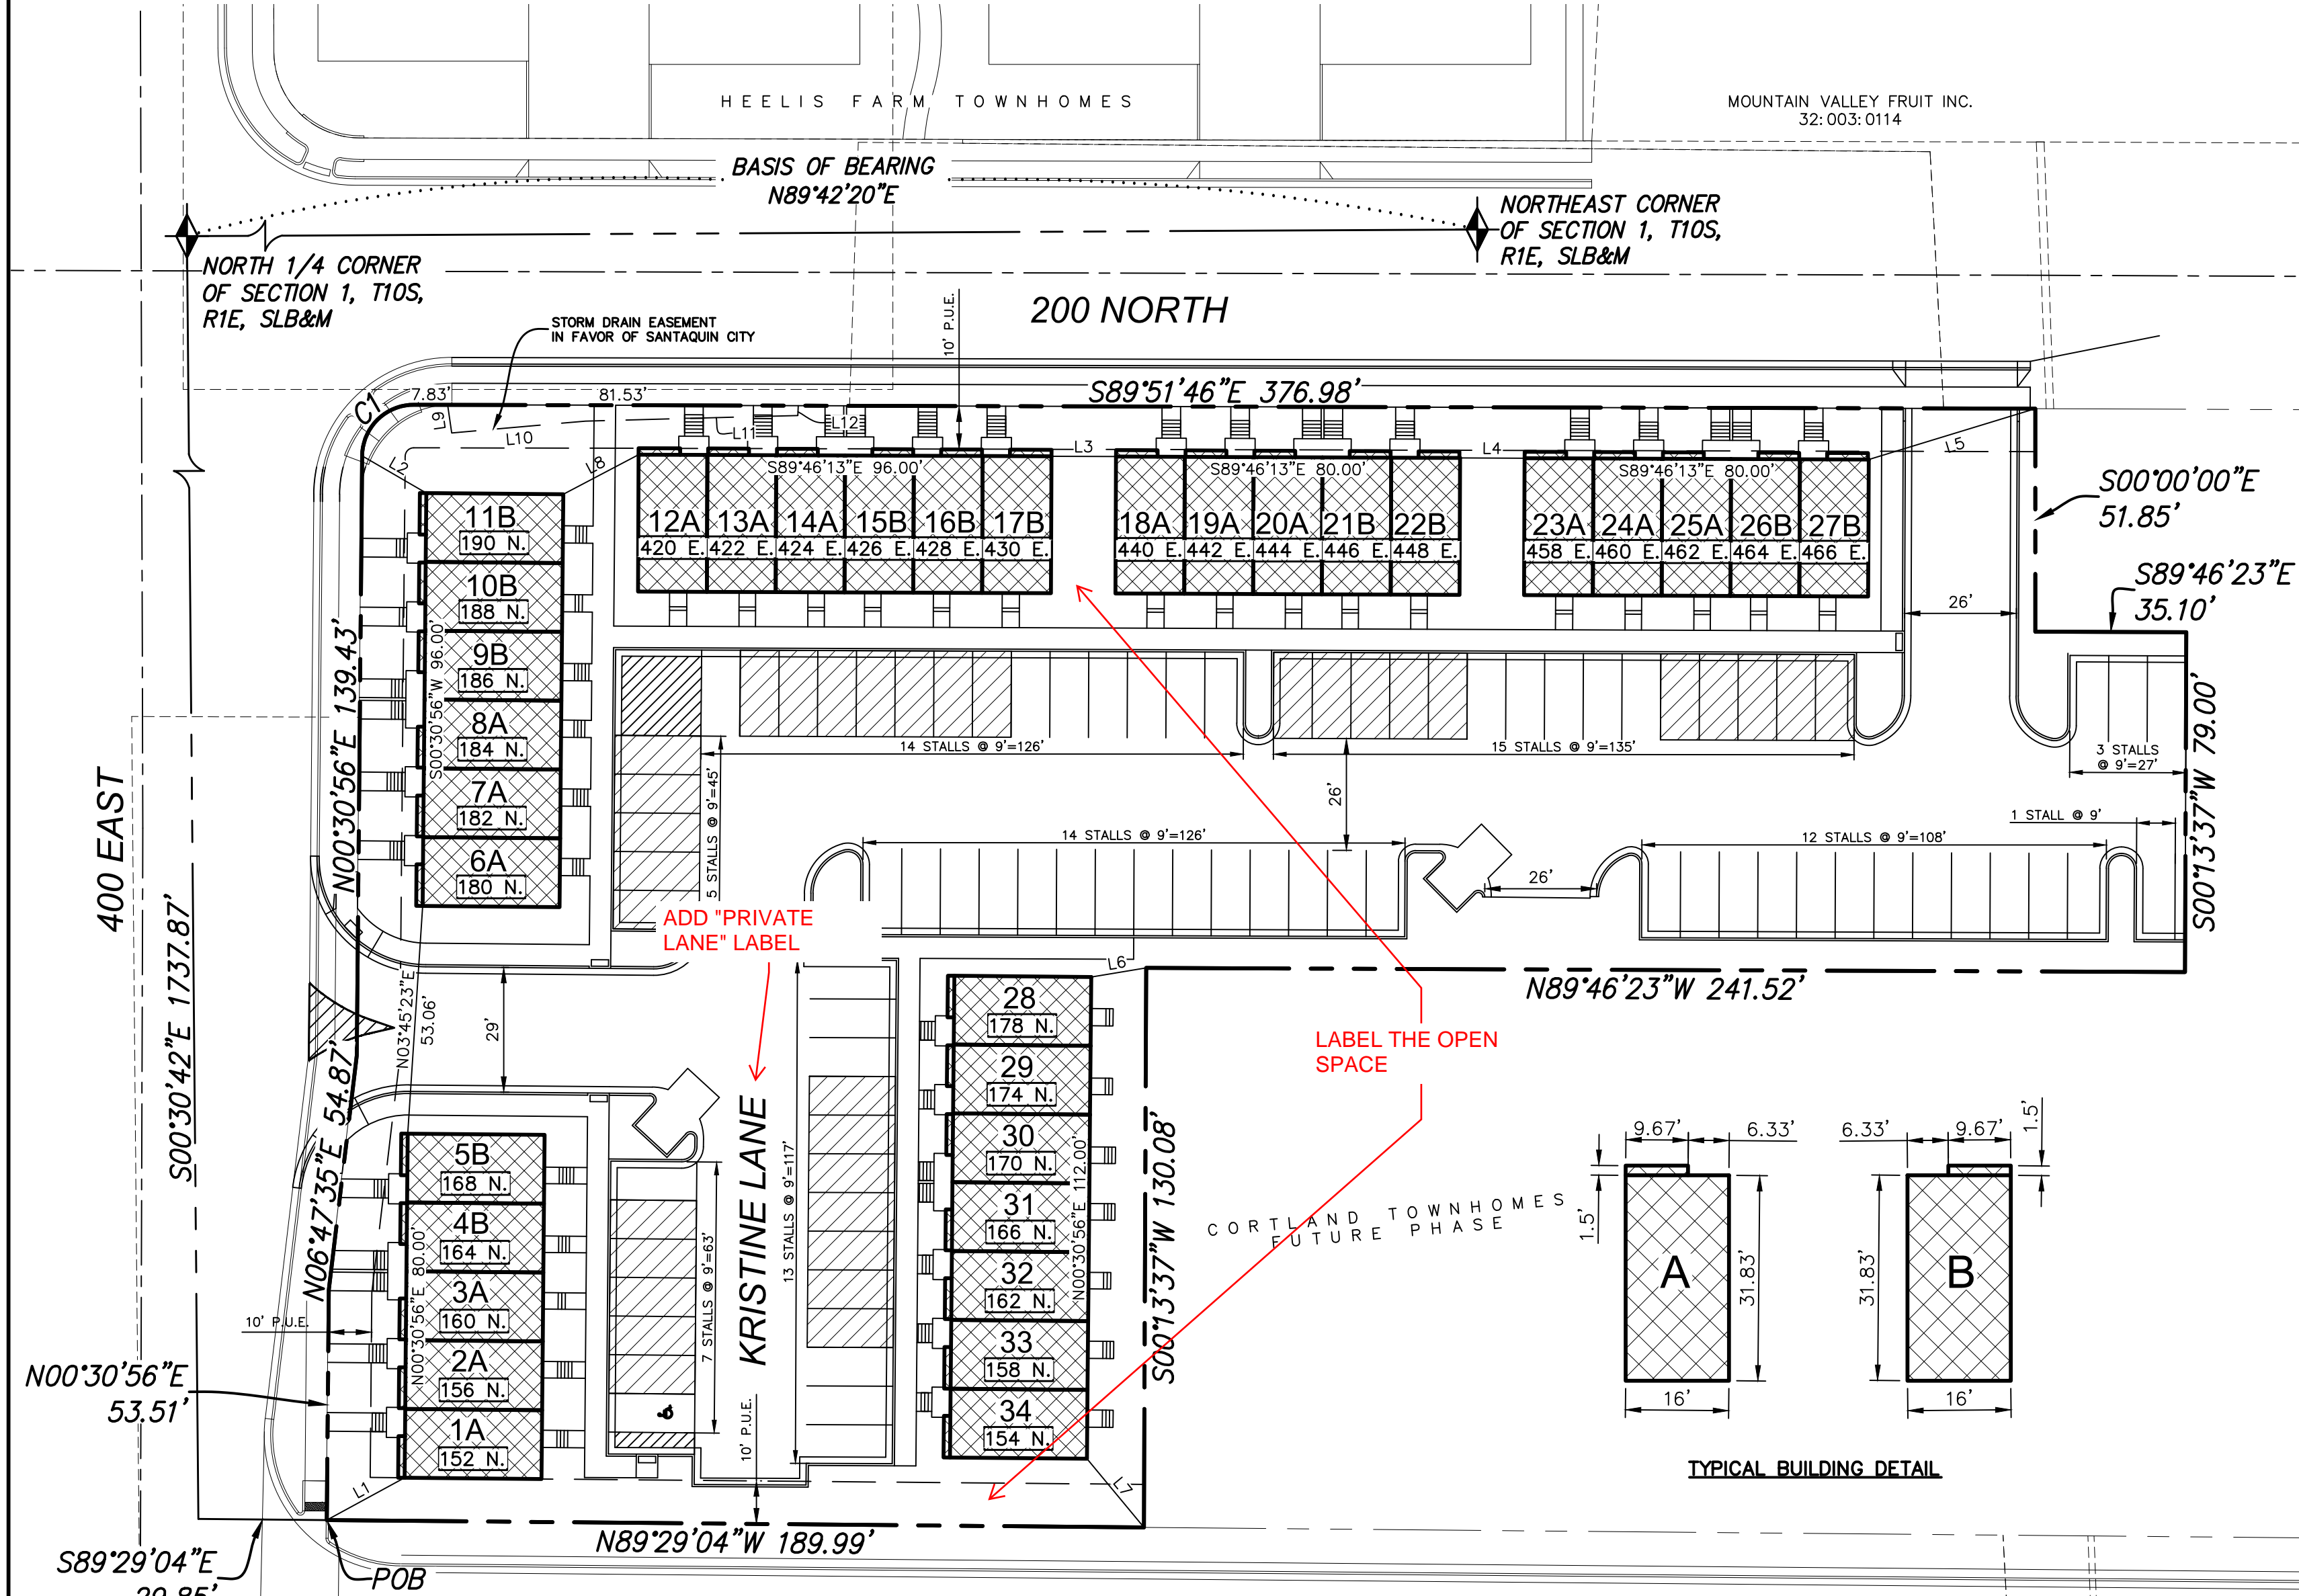 HEELIS FARM TOWNHOMES
MOUNTAIN VALLEY FRUIT INC.
32:003:0114
BASIS OF BEARING
N89°42'20"E
NORTHEAST CORNER
OF SECTION 1, T10S,
R1E, SLB&M
NORTH 1/4 CORNER
OF SECTION 1, T10S,
R1E, SLB&M
200 NORTH
STORM DRAIN EASEMENT
IN FAVOR OF SANTAQUIN CITY
10' P.U.E.
S89°51'46"E 376.98'
C1
7.83'
81.53'
L9
L10
L11
L12
L2
L8
L3
L4
L5
S89°46'13"E 96.00'
S89°46'13"E 80.00'
S89°46'13"E 80.00'
12A 13A 14A 15B 16B 17B
420 E. 422 E. 424 E. 426 E. 428 E. 430 E.
18A 19A 20A 21B 22B
440 E. 442 E. 444 E. 446 E. 448 E.
23A 24A 25A 26B 27B
458 E. 460 E. 462 E. 464 E. 466 E.
S00°00'00"E
51.85'
S89°46'23"E
35.10'
26'
11B
190 N.
10B
188 N.
9B
186 N.
8A
184 N.
7A
182 N.
6A
180 N.
S00°30'56"W 96.00'
N00°30'56"E 139.43'
400 EAST
S00°30'42"E 1737.87'
14 STALLS @ 9'=126'
15 STALLS @ 9'=135'
3 STALLS
@ 9'=27'
5 STALLS @ 9'=45'
26'
S00°13'37"W 79.00'
1 STALL @ 9'
14 STALLS @ 9'=126'
12 STALLS @ 9'=108'
26'
ADD "PRIVATE
LANE" LABEL
L6
N89°46'23"W 241.52'
N03°45'23"E
53.06'
29'
N06°47'35"E 54.87'
LABEL THE OPEN
SPACE
28
178 N.
29
174 N.
30
170 N.
31
166 N.
32
162 N.
33
158 N.
34
154 N.
N00°30'56"E 112.00'
S00°13'37"W 130.08'
KRISTINE LANE
13 STALLS @ 9'=117'
7 STALLS @ 9'=63'
5B
168 N.
4B
164 N.
3A
160 N.
2A
156 N.
1A
152 N.
N00°30'56"E 80.00'
10' P.U.E.
10' P.U.E.
N00°30'56"E
53.51'
CORTLAND TOWNHOMES
FUTURE PHASE
9.67'
6.33'
6.33'
9.67'
1.5'
1.5'
A
B
31.83'
31.83'
16'
16'
TYPICAL BUILDING DETAIL
L1
L7
N89°29'04"W 189.99'
S89°29'04"E
29.85'
POB